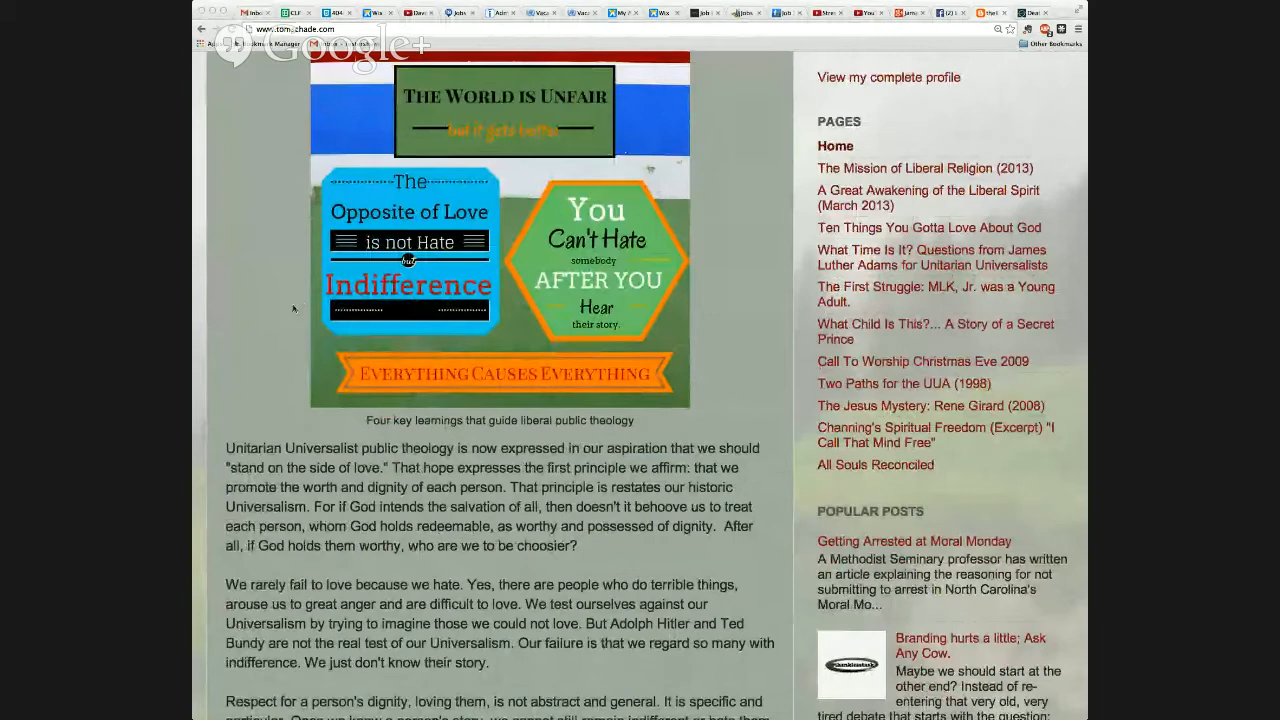 www.tomschade.com
Bookmark Manager
Other Bookmarks
Google+
THE WORLD IS UNFAIR
but it gets better
The
Opposite of Love
is not Hate
but
Indifference
You
Can't Hate
somebody
AFTER YOU
Hear
their story.
EVERYTHING CAUSES EVERYTHING
Four key learnings that guide liberal public theology
Unitarian Universalist public theology is now expressed in our aspiration that we should
"stand on the side of love." That hope expresses the first principle we affirm: that we
promote the worth and dignity of each person. That principle is restates our historic
Universalism. For if God intends the salvation of all, then doesn't it behoove us to treat
each person, whom God holds redeemable, as worthy and possessed of dignity. After
all, if God holds them worthy, who are we to be choosier?
We rarely fail to love because we hate. Yes, there are people who do terrible things,
arouse us to great anger and are difficult to love. We test ourselves against our
Universalism by trying to imagine those we could not love. But Adolph Hitler and Ted
Bundy are not the real test of our Universalism. Our failure is that we regard so many with
indifference. We just don't know their story.
Respect for a person's dignity, loving them, is not abstract and general. It is specific and
View my complete profile
PAGES
Home
The Mission of Liberal Religion (2013)
A Great Awakening of the Liberal Spirit
(March 2013)
Ten Things You Gotta Love About God
What Time Is It? Questions from James
Luther Adams for Unitarian Universalists
The First Struggle: MLK, Jr. was a Young
Adult.
What Child Is This?... A Story of a Secret
Prince
Call To Worship Christmas Eve 2009
Two Paths for the UUA (1998)
The Jesus Mystery: Rene Girard (2008)
Channing's Spiritual Freedom (Excerpt) "I
Call That Mind Free"
All Souls Reconciled
POPULAR POSTS
Getting Arrested at Moral Monday
A Methodist Seminary professor has written
an article explaining the reasoning for not
submitting to arrest in North Carolina's
Moral Mo...
Branding hurts a little; Ask
Any Cow.
Maybe we should start at the
other end? Instead of re-
entering that very old, very
tired debate that starts with the question: